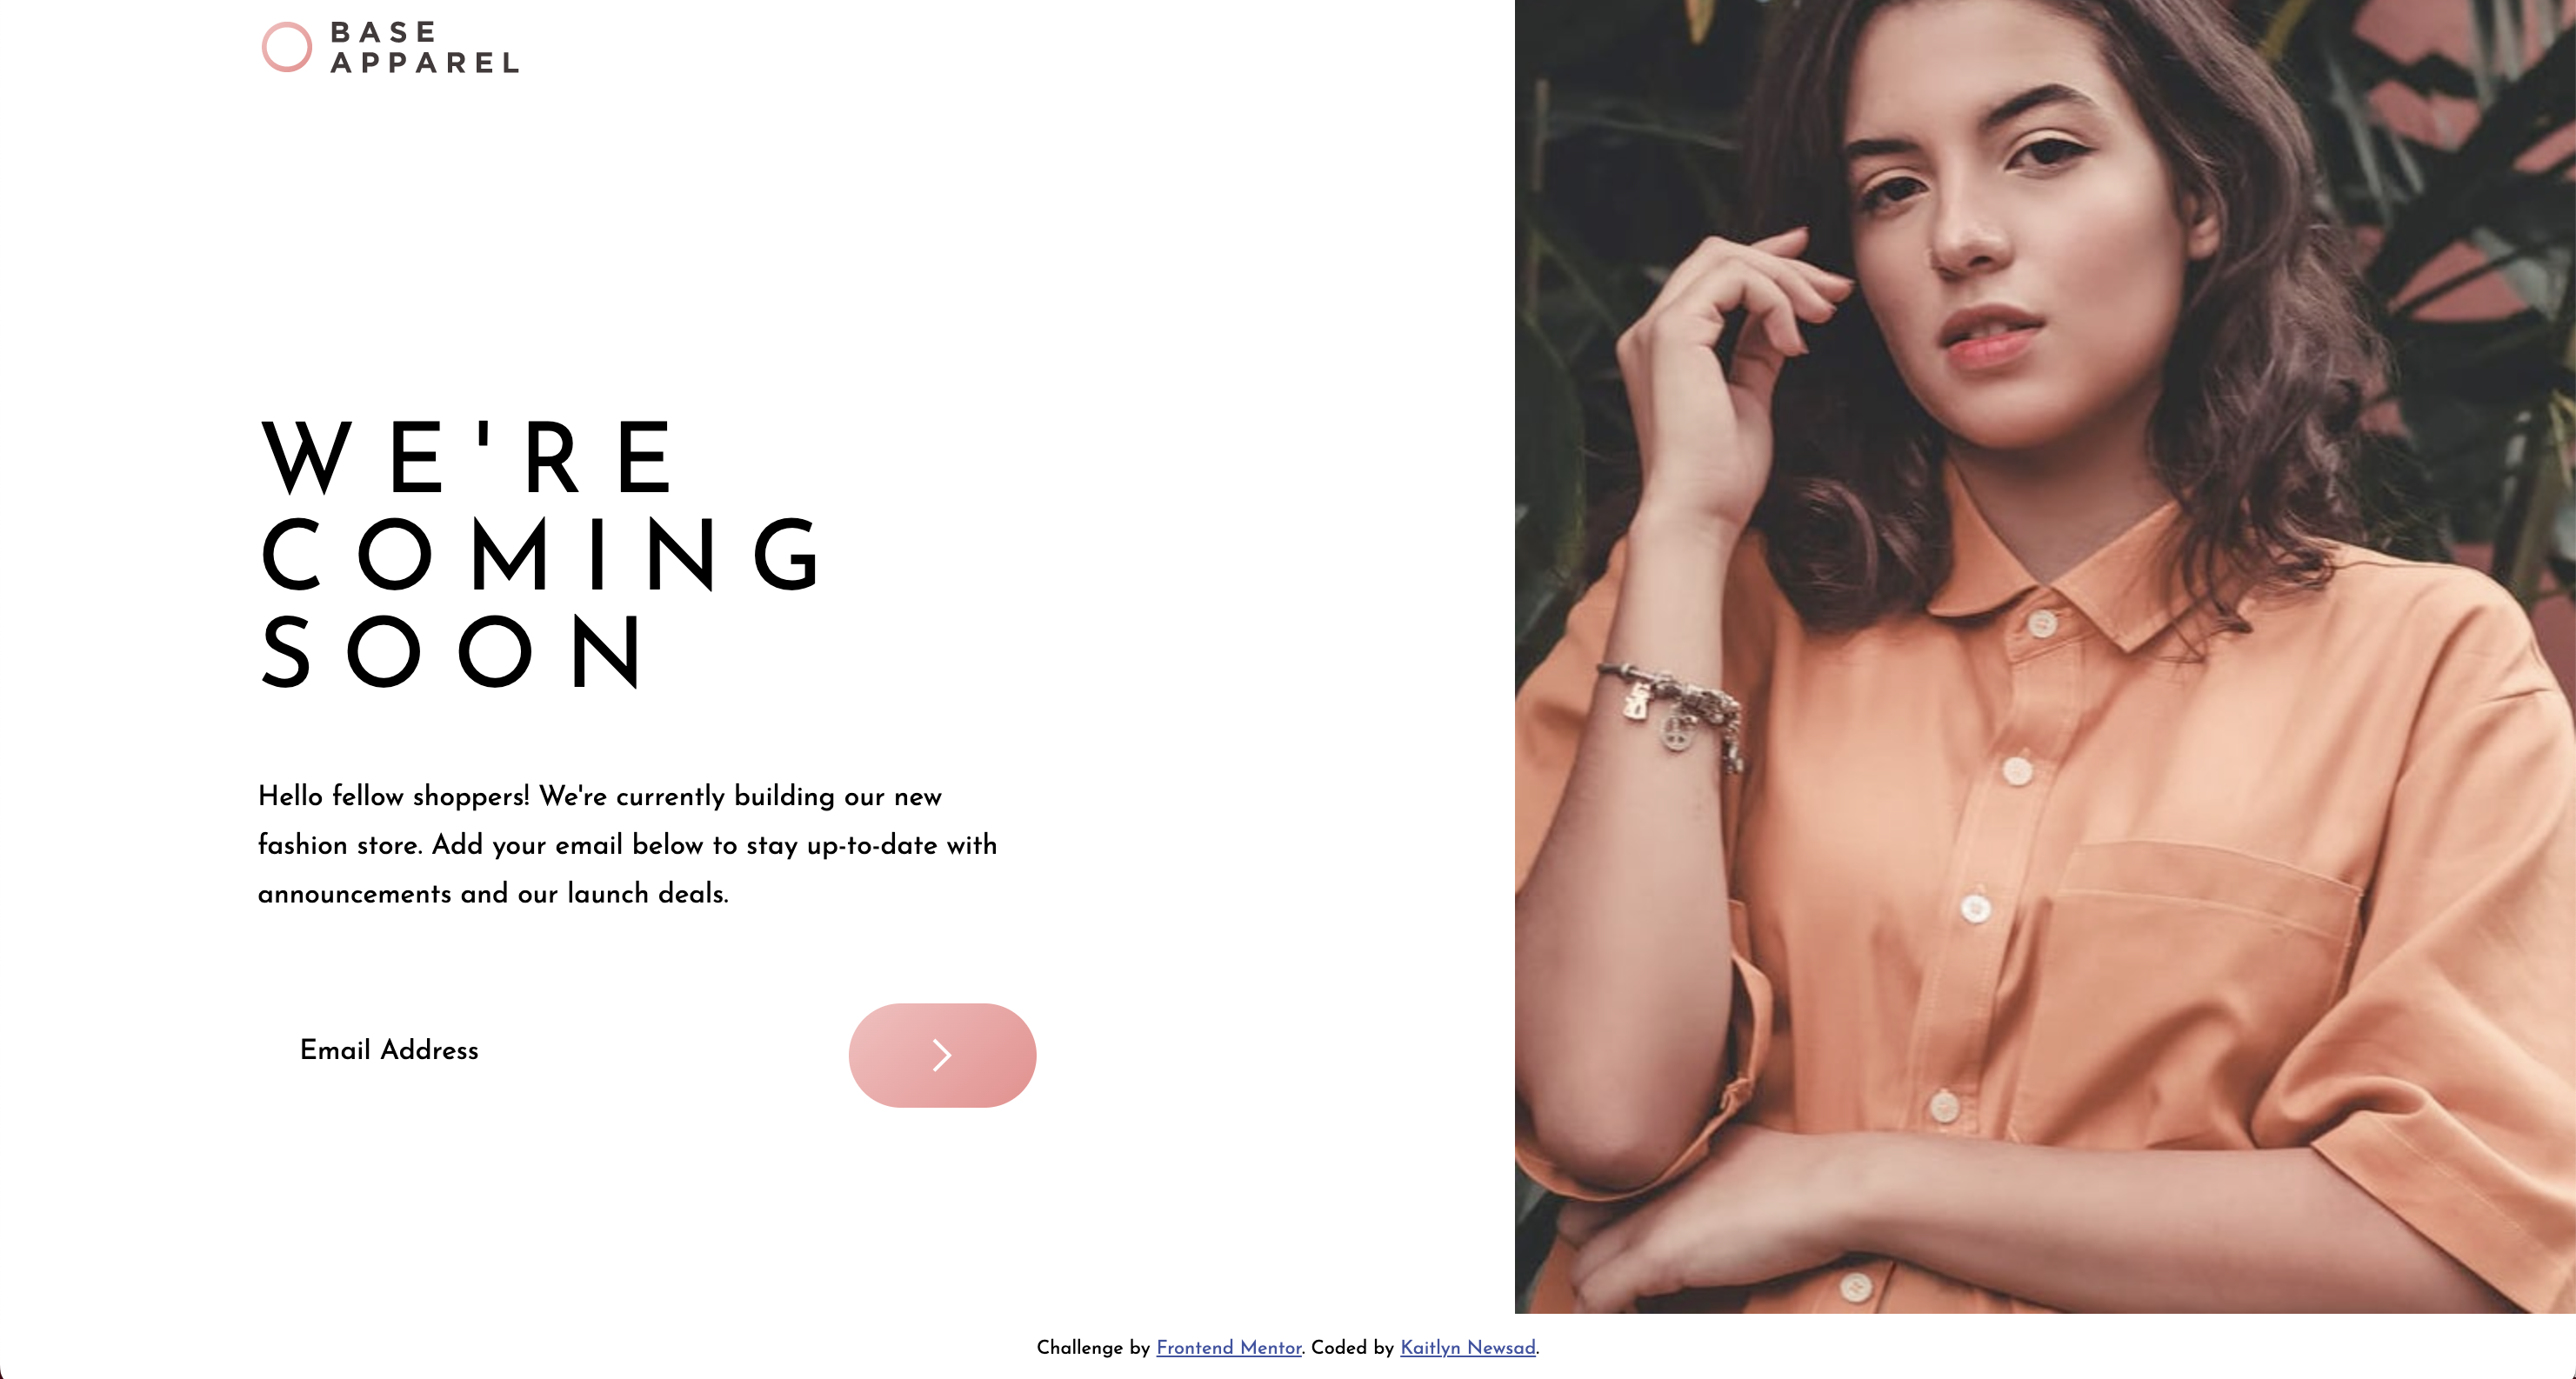 BASE
APPAREL
WE'RE
COMING
SOON
Hello fellow shoppers! We're currently building our new
fashion store. Add your email below to stay up-to-date with
announcements and our launch deals.
Email Address
Challenge by Frontend Mentor. Coded by Kaitlyn Newsad.